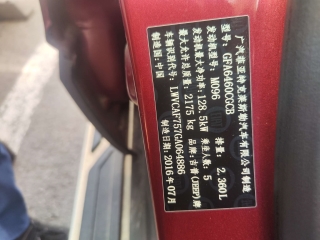 广汽菲亚特克莱斯勒汽车有限公司制造
型号：GFA6460CGCB
发动机型号：M096 排量：2.360L
发动机最大净功率：128.5kW 乘坐人数：5
最大允许总质量：2175 kg 品牌：吉普(JEEP)牌
车辆识别代号：LWVCAF757GA064886
制造国：中国 制造日期：2016年07月